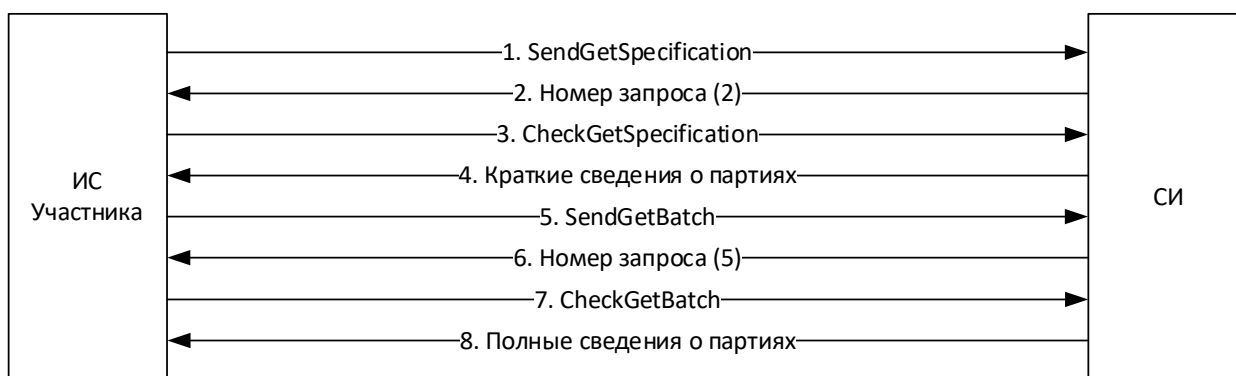 1. SendGetSpecification
2. Номер запроса (2)
3. CheckGetSpecification
4. Краткие сведения о партиях
ИС
Участника
СИ
5. SendGetBatch
6. Номер запроса (5)
7. CheckGetBatch
8. Полные сведения о партиях